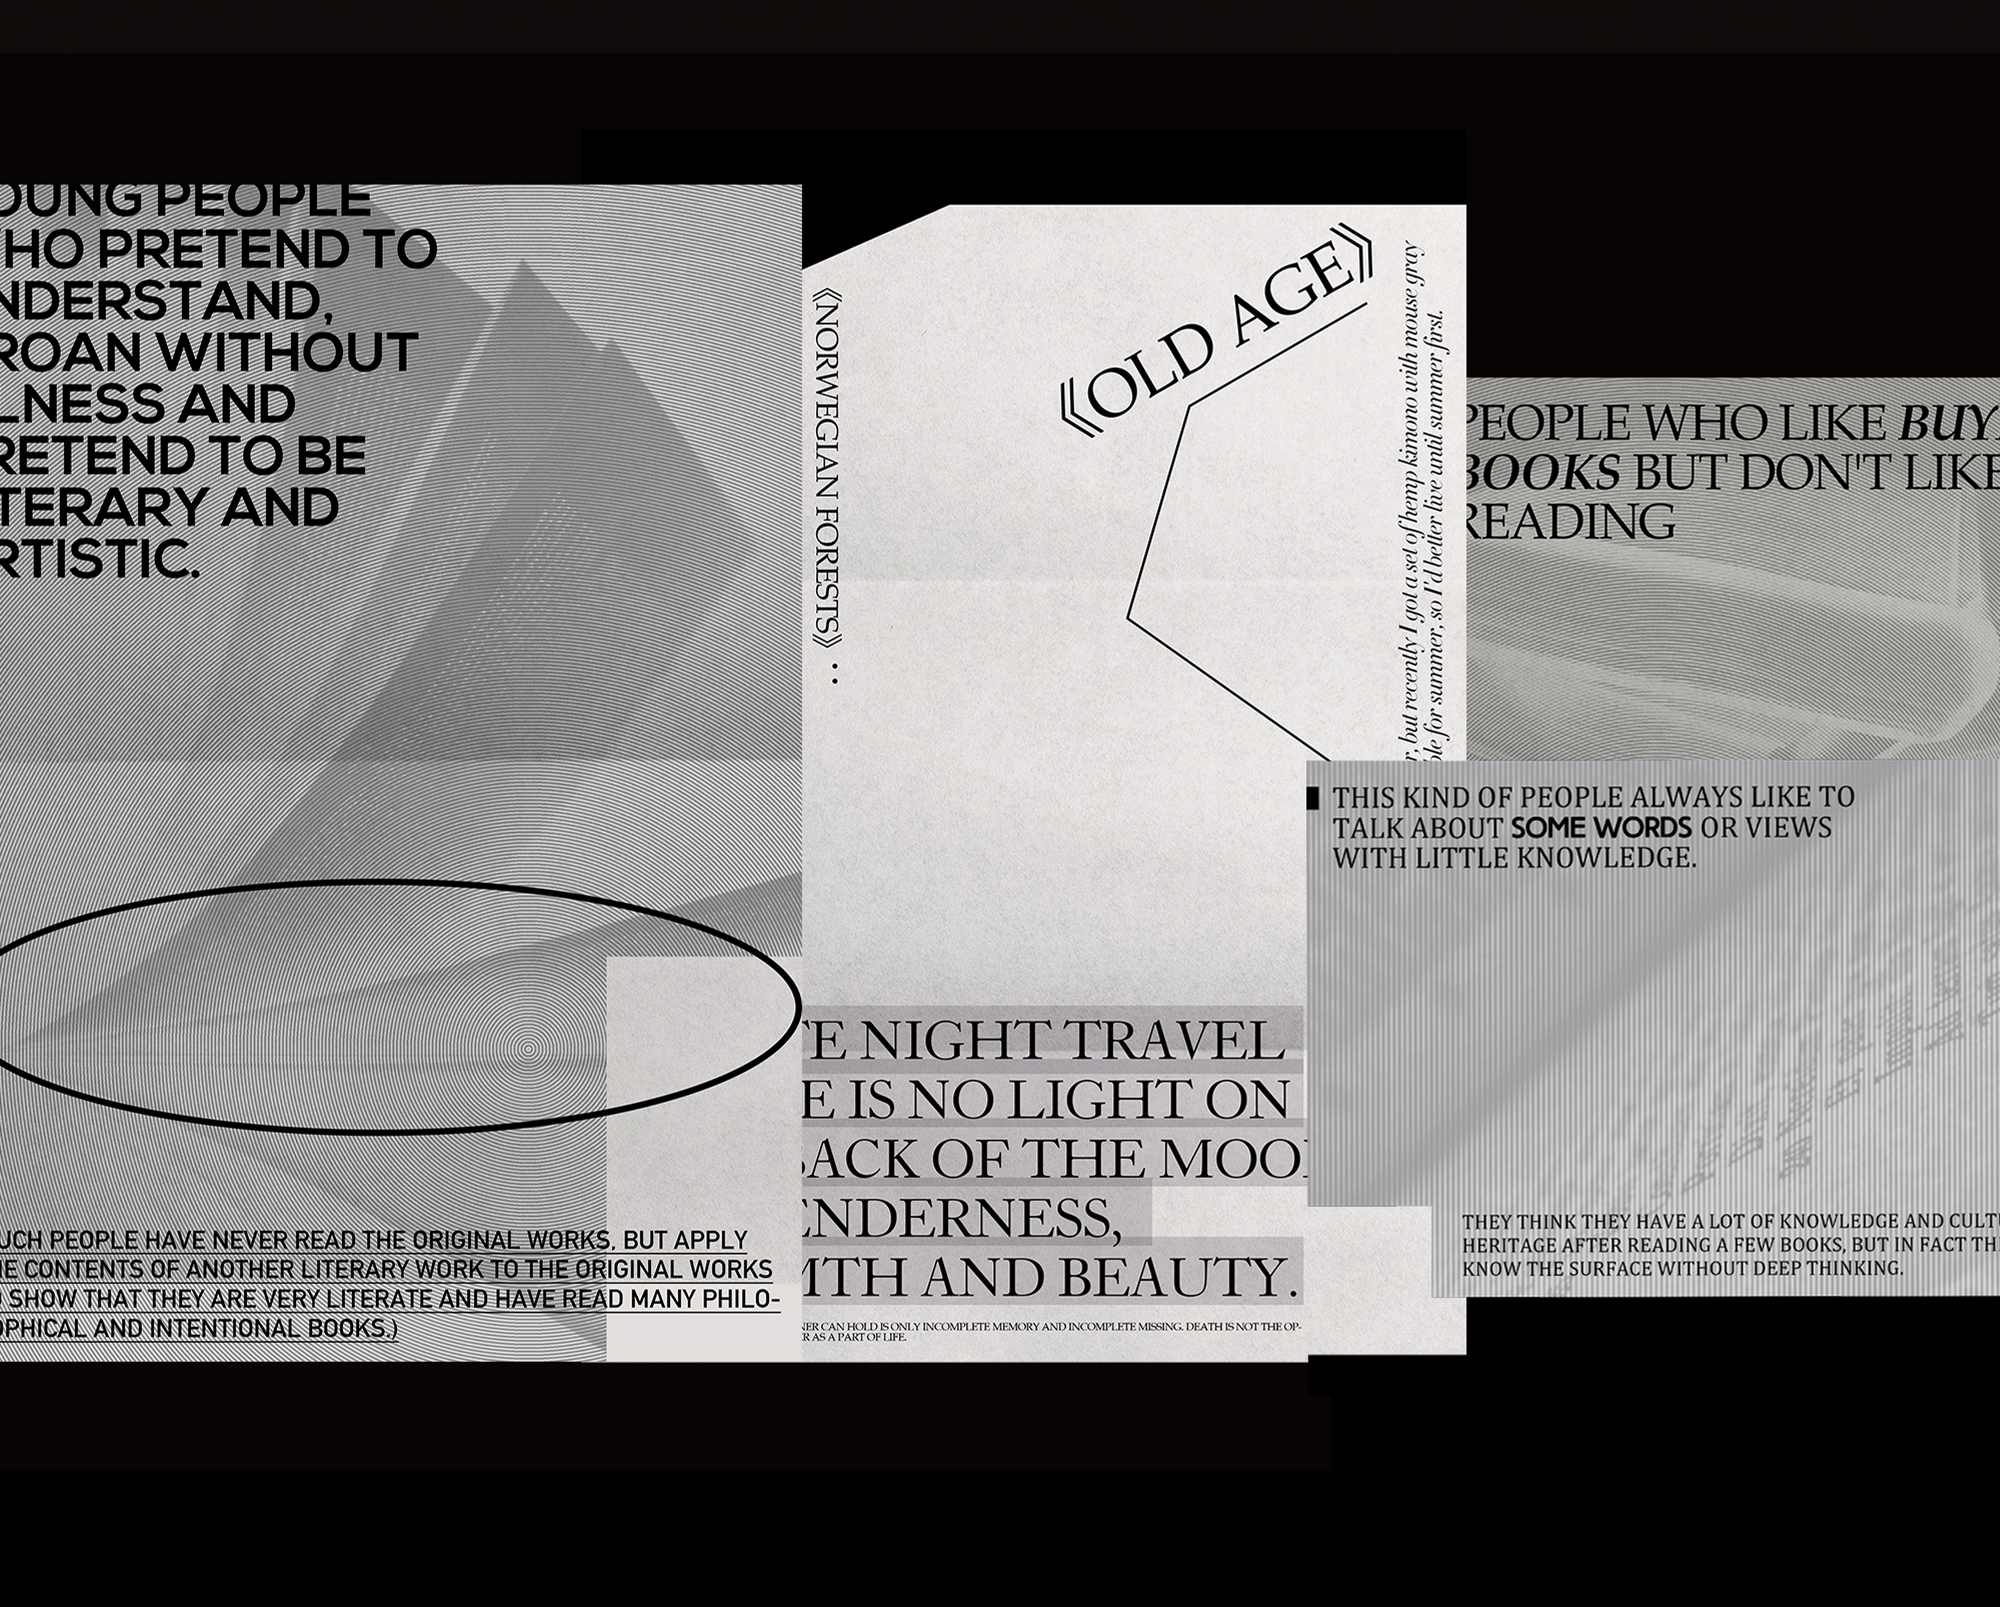 OUNG PEOPLE
HO PRETEND TO
NDERSTAND,
ROAN WITHOUT
LNESS AND
RETEND TO BE
TERARY AND
RTISTIC.
UCH PEOPLE HAVE NEVER READ THE ORIGINAL WORKS, BUT APPLY
E CONTENTS OF ANOTHER LITERARY WORK TO THE ORIGINAL WORKS
SHOW THAT THEY ARE VERY LITERATE AND HAVE READ MANY PHILO-
OPHICAL AND INTENTIONAL BOOKS.)
《NORWEGIAN FORESTS》:
《OLD AGE》
, but recently I got a set of hemp kimono with mouse gray
ble for summer, so I'd better live until summer first.
E NIGHT TRAVEL
E IS NO LIGHT ON
ACK OF THE MOO
ENDERNESS,
TH AND BEAUTY.
NER CAN HOLD IS ONLY INCOMPLETE MEMORY AND INCOMPLETE MISSING. DEATH IS NOT THE OP-
R AS A PART OF LIFE.
PEOPLE WHO LIKE BUY
BOOKS BUT DON'T LIKE
READING
THIS KIND OF PEOPLE ALWAYS LIKE TO
TALK ABOUT SOME WORDS OR VIEWS
WITH LITTLE KNOWLEDGE.
THEY THINK THEY HAVE A LOT OF KNOWLEDGE AND CULTU
HERITAGE AFTER READING A FEW BOOKS, BUT IN FACT TH
KNOW THE SURFACE WITHOUT DEEP THINKING.